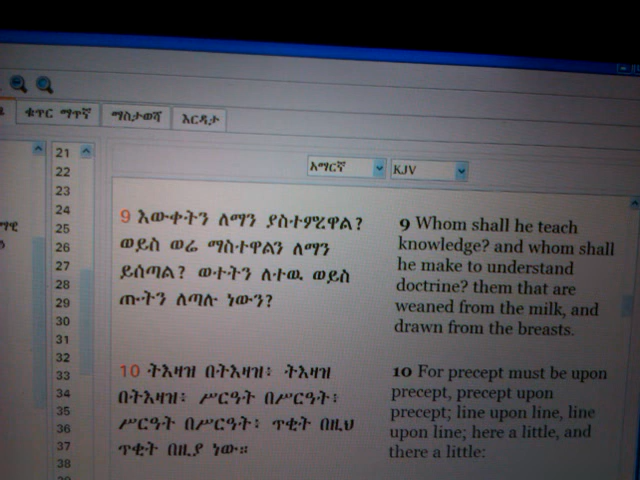 ቁጥር ማጥኛ
ማስታወሻ
እርዳታ
አማርኛ
KJV
21
22
23
24
25
26
27
28
29
30
31
32
33
34
35
36
37
38
9 እውቀትን ለማን ያስተምረዋል?
ወይስ ወሬ ማስተዋልን ለማን
ይሰጣል? ወተትን ለተዉ ወይስ
ጡትን ለጣሉ ነውን?
10 ትእዛዝ በትእዛዝ፤ ትእዛዝ
በትእዛዝ፤ ሥርዓት በሥርዓት፤
ሥርዓት በሥርዓት፤ ጥቂት በዚህ
ጥቂት በዚያ ነው።
9 Whom shall he teach
knowledge? and whom shall
he make to understand
doctrine? them that are
weaned from the milk, and
drawn from the breasts.
10 For precept must be upon
precept, precept upon
precept; line upon line, line
upon line; here a little, and
there a little: